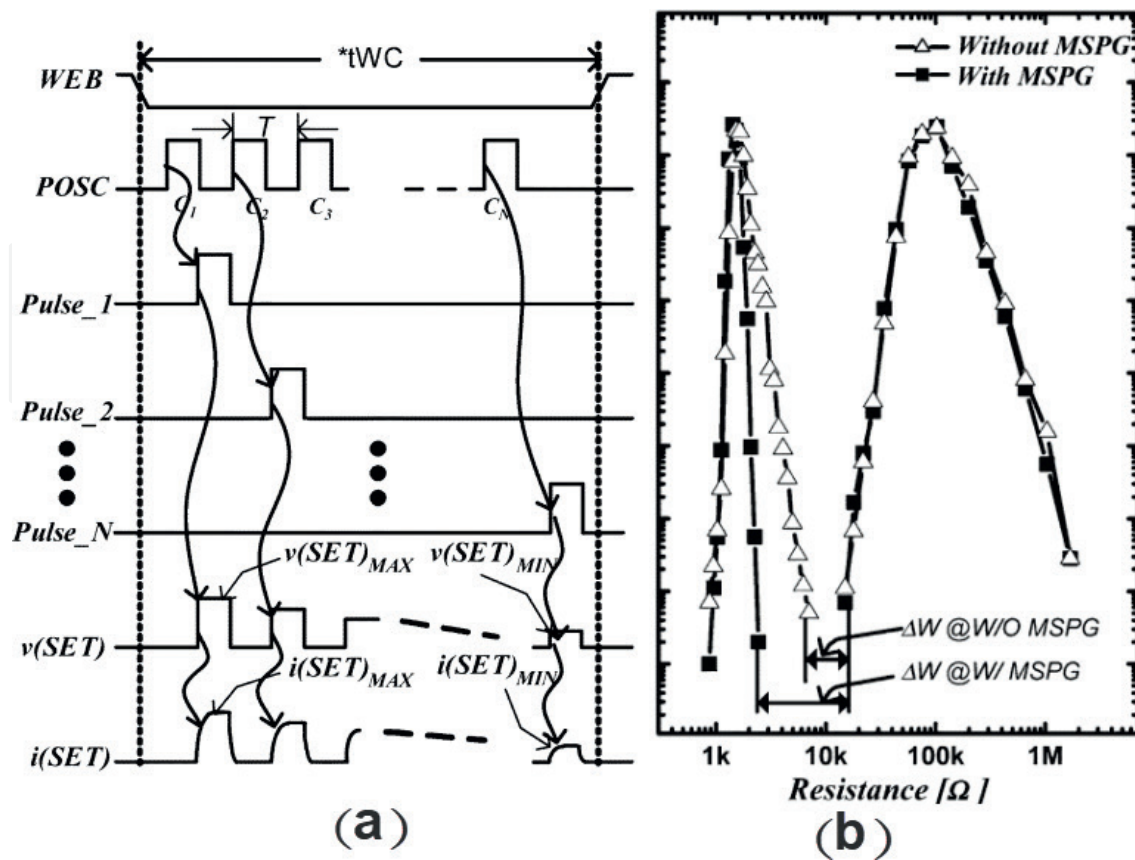 *tWC
WEB
T
POSC
C1
C2
C3
CN
Pulse_1
Pulse_2
Pulse_N
v(SET)MAX
v(SET)MIN
v(SET)
i(SET)MAX
i(SET)MIN
i(SET)
(a)
Without MSPG
With MSPG
ΔW @W/O MSPG
ΔW @W/ MSPG
1k 10k 100k 1M
Resistance [Ω ]
(b)